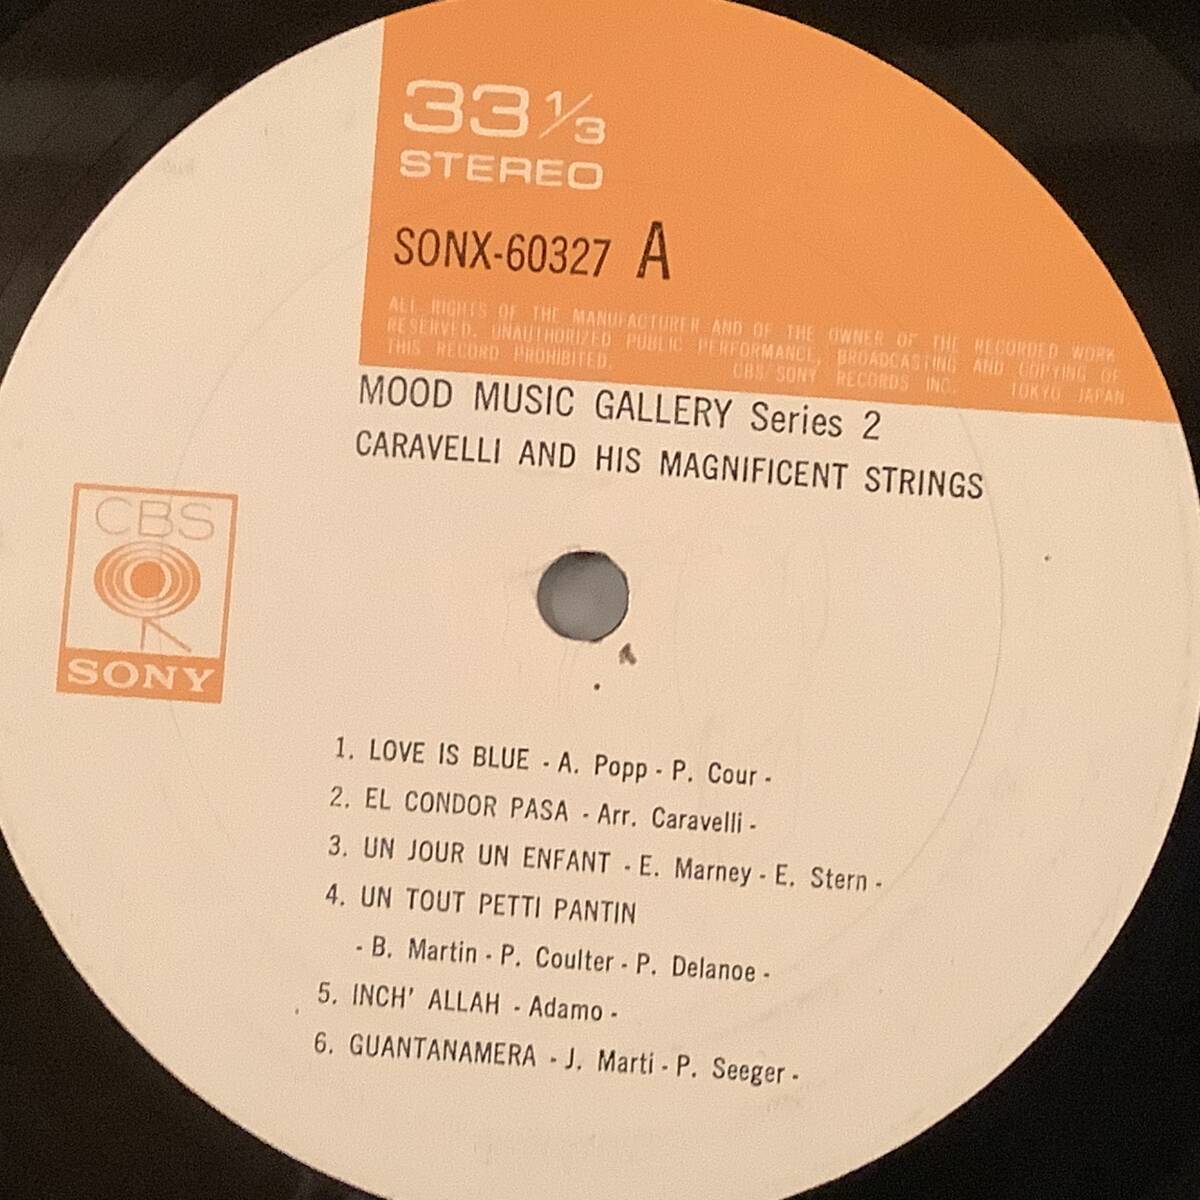 33 1/3
STEREO
SONX-60327 A
ALL RIGHTS OF THE MANUFACTURER AND OF THE OWNER OF THE RECORDED WORK
RESERVED. UNAUTHORIZED PUBLIC PERFORMANCE, BROADCASTING AND COPYING OF
THIS RECORD PROHIBITED. CBS/SONY RECORDS INC. TOKYO JAPAN
MOOD MUSIC GALLERY Series 2
CARAVELLI AND HIS MAGNIFICENT STRINGS
CBS
SONY
1. LOVE IS BLUE - A. Popp - P. Cour -
2. EL CONDOR PASA - Arr. Caravelli -
3. UN JOUR UN ENFANT - E. Marney - E. Stern -
4. UN TOUT PETTI PANTIN
- B. Martin - P. Coulter - P. Delanoe -
5. INCH' ALLAH - Adamo -
6. GUANTANAMERA - J. Marti - P. Seeger -